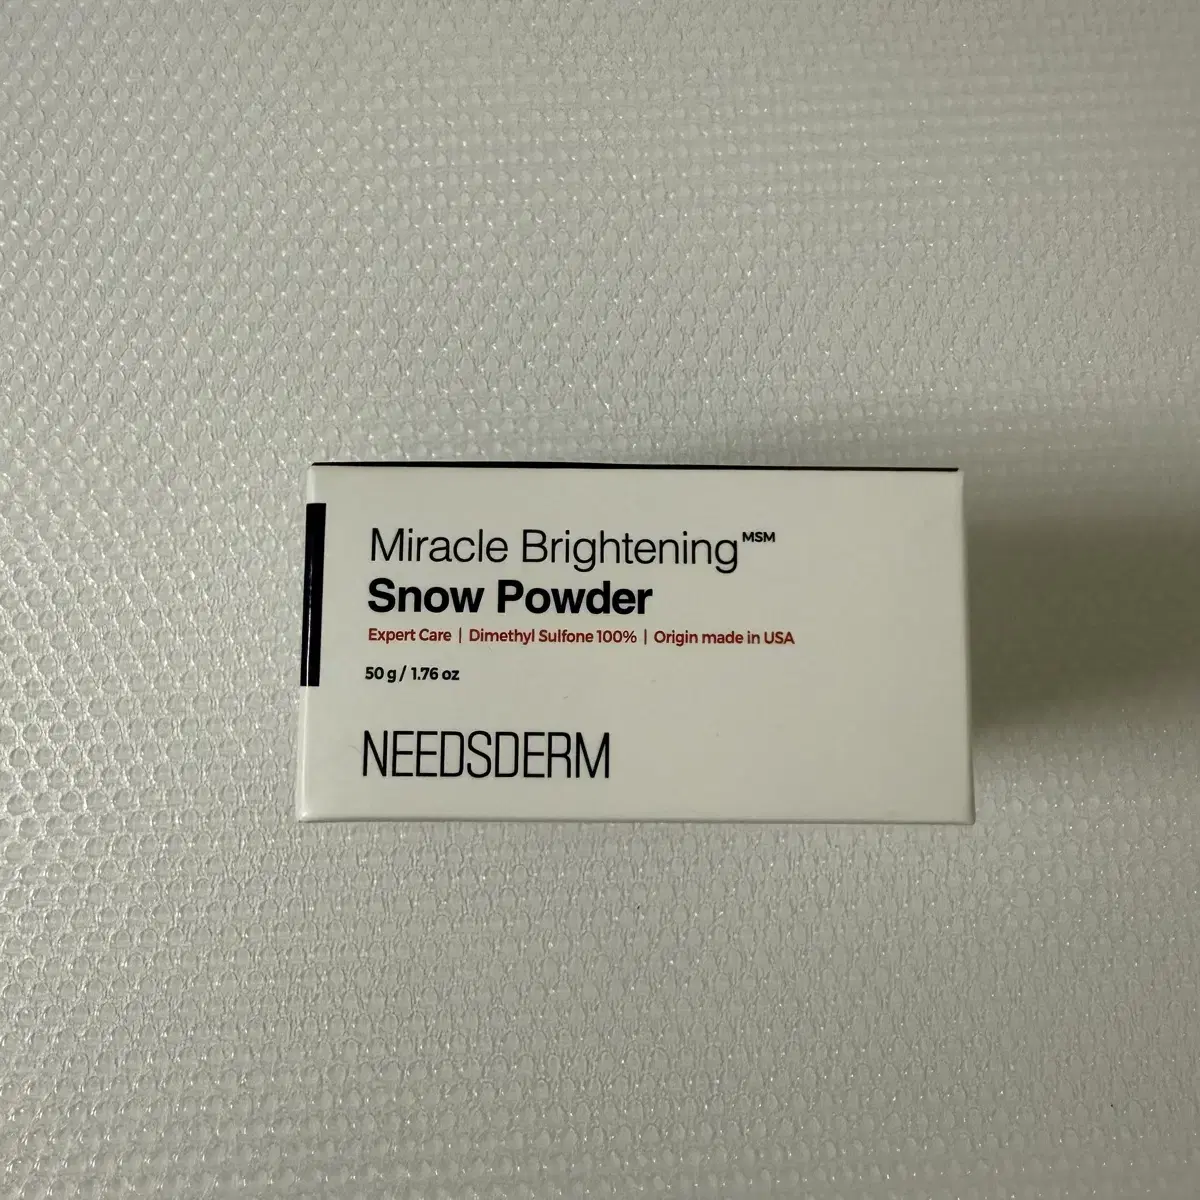 Miracle Brightening MSM
Snow Powder
Expert Care | Dimethyl Sulfone 100% | Origin made in USA
50 g / 1.76 oz
NEEDSDERM